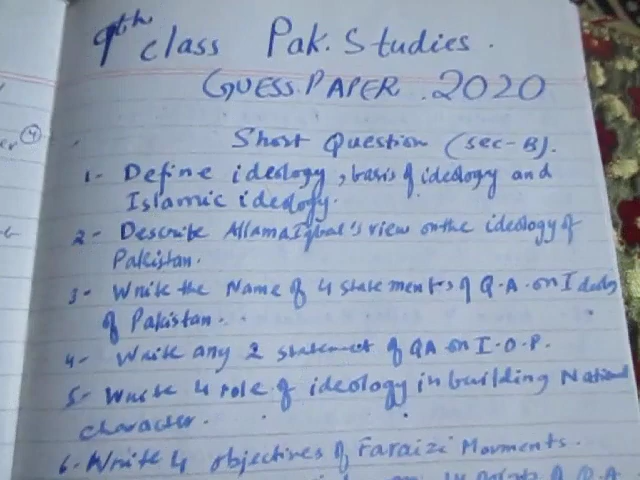 9th class Pak. Studies.
GUESS PAPER. 2020
Short Question (sec-B).
1- Define ideology, basis of ideology and
Islamic ideology.
2- Describe Allama Iqbal's view on the ideology of
Pakistan.
3- Write the Name of 4 statements of Q.A. on
of Pakistan.
4- Write any 2 statement of QA on I.O.P.
5- Write 4 role of ideology in building National
character.
6- Write 4 objectives of Faraizi Movments.
points of Q.A